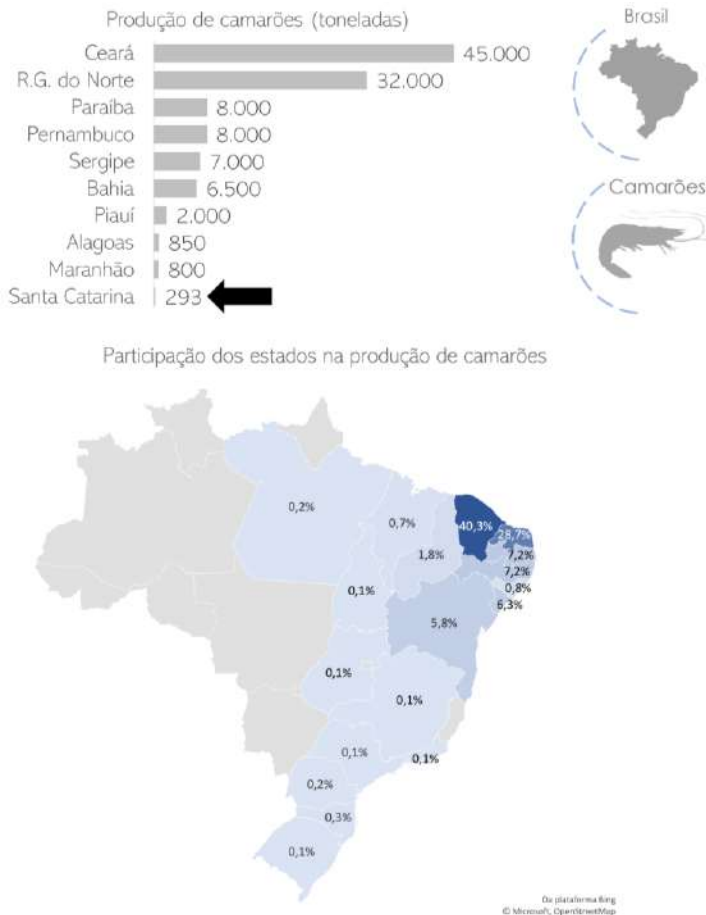 Produção de camarões (toneladas)
Ceará 45.000
R.G. do Norte 32.000
Paraíba 8.000
Pernambuco 8.000
Sergipe 7.000
Bahia 6.500
Piauí 2.000
Alagoas 850
Maranhão 800
Santa Catarina 293
Brasil
Camarões
Participação dos estados na produção de camarões
0,2%
0,7%
40,3%
28,7%
1,8%
7,2%
7,2%
0,8%
6,3%
0,1%
5,8%
0,1%
0,1%
0,1%
0,1%
0,2%
0,3%
0,1%
Da plataforma Bing
© Microsoft, OpenStreetMap